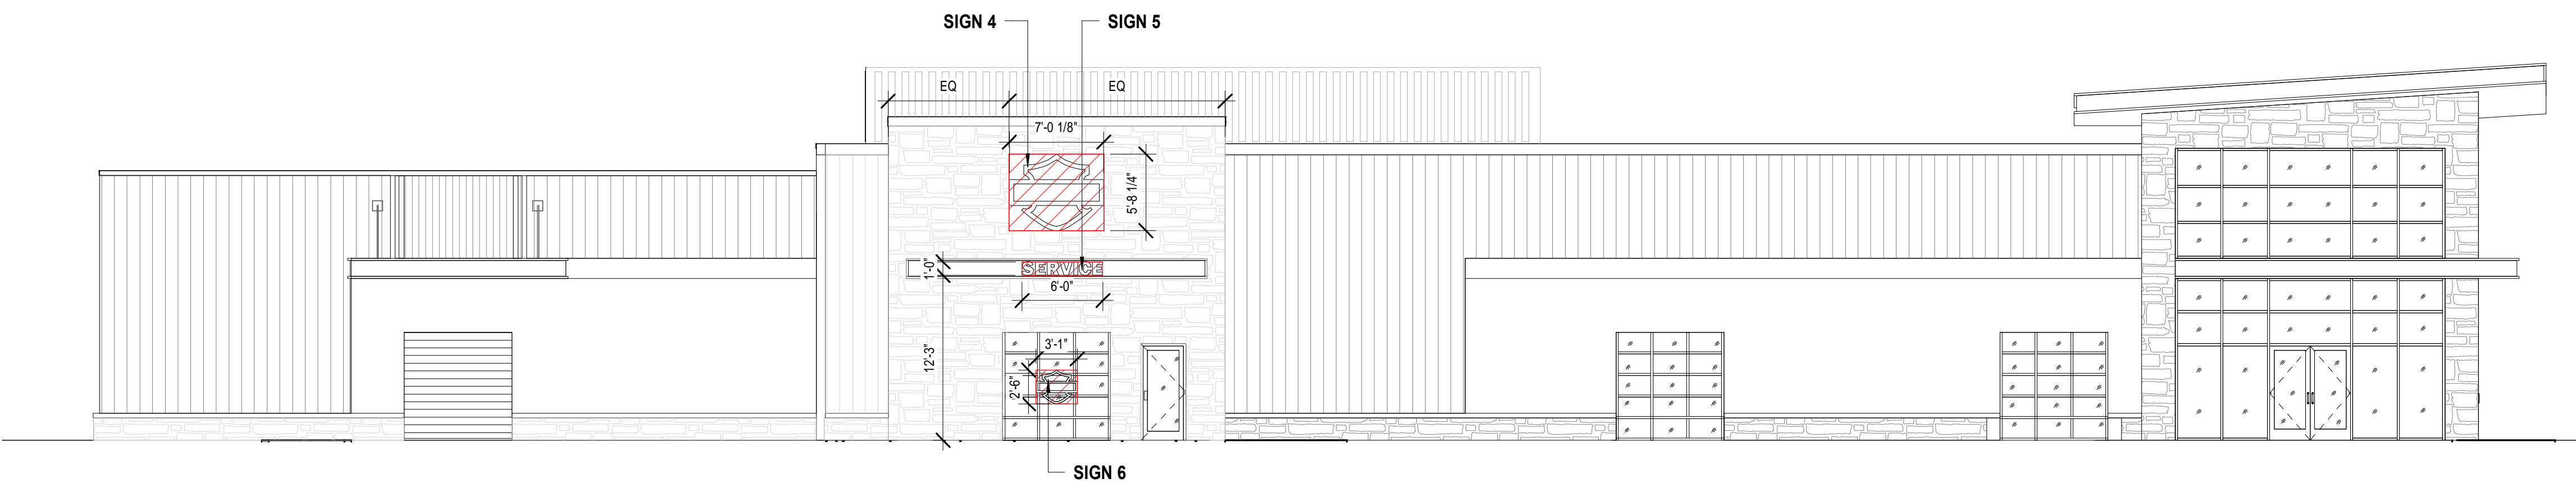 SIGN 4
SIGN 5
EQ
EQ
7'-0 1/8"
5'-8 1/4"
1'-0"
SERVICE
6'-0"
12'-3"
3'-1"
2'-6"
SIGN 6